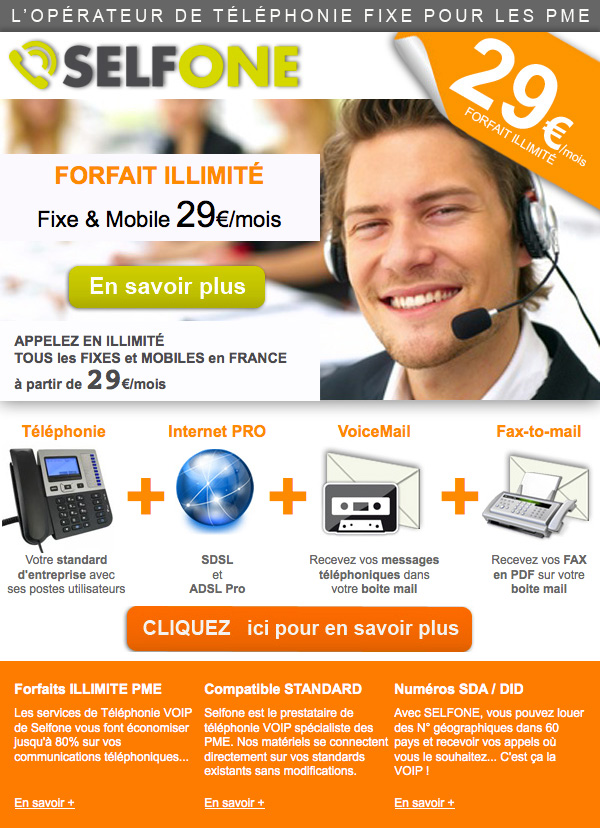 L'OPÉRATEUR DE TÉLÉPHONIE FIXE POUR LES PME
SELFONE
29€/mois
FORFAIT ILLIMITÉ
FORFAIT ILLIMITÉ
Fixe & Mobile 29€/mois
En savoir plus
APPELEZ EN ILLIMITÉ
TOUS les FIXES et MOBILES en FRANCE
à partir de 29€/mois
Téléphonie
Votre standard
d'entreprise avec
ses postes utilisateurs
+
Internet PRO
SDSL
et
ADSL Pro
+
VoiceMail
Recevez vos messages
téléphoniques dans
votre boite mail
+
Fax-to-mail
Recevez vos FAX
en PDF sur votre
boite mail
CLIQUEZ ici pour en savoir plus
Forfaits ILLIMITE PME
Les services de Téléphonie VOIP
de Selfone vous font économiser
jusqu'à 80% sur vos
communications téléphoniques...
En savoir +
Compatible STANDARD
Selfone est le prestataire de
téléphonie VOIP spécialiste des
PME. Nos matériels se connectent
directement sur vos standards
existants sans modifications.
En savoir +
Numéros SDA / DID
Avec SELFONE, vous pouvez louer
des N° géographiques dans 60
pays et recevoir vos appels où
vous le souhaitez... C'est ça la
VOIP !
En savoir +